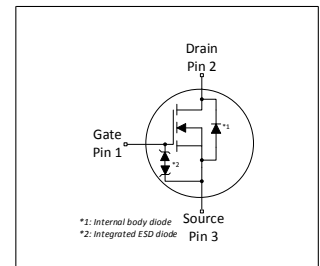 Drain
Pin 2
*1
Gate
Pin 1
*2
*1: Internal body diode
*2: Integrated ESD diode
Source
Pin 3